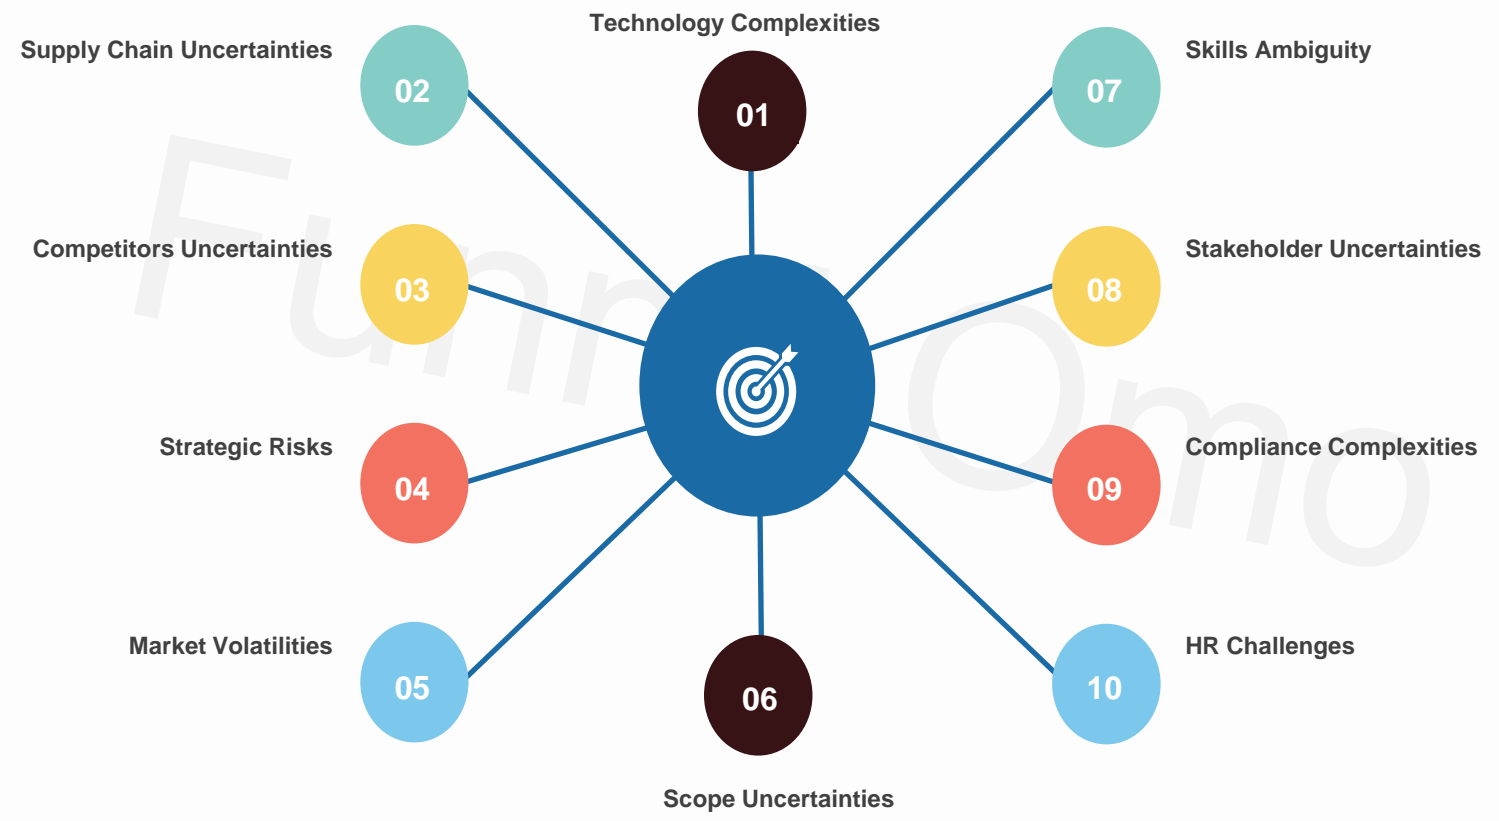 Technology Complexities
01
Supply Chain Uncertainties
02
Competitors Uncertainties
03
Strategic Risks
04
Market Volatilities
05
06
Scope Uncertainties
07
Skills Ambiguity
08
Stakeholder Uncertainties
09
Compliance Complexities
10
HR Challenges